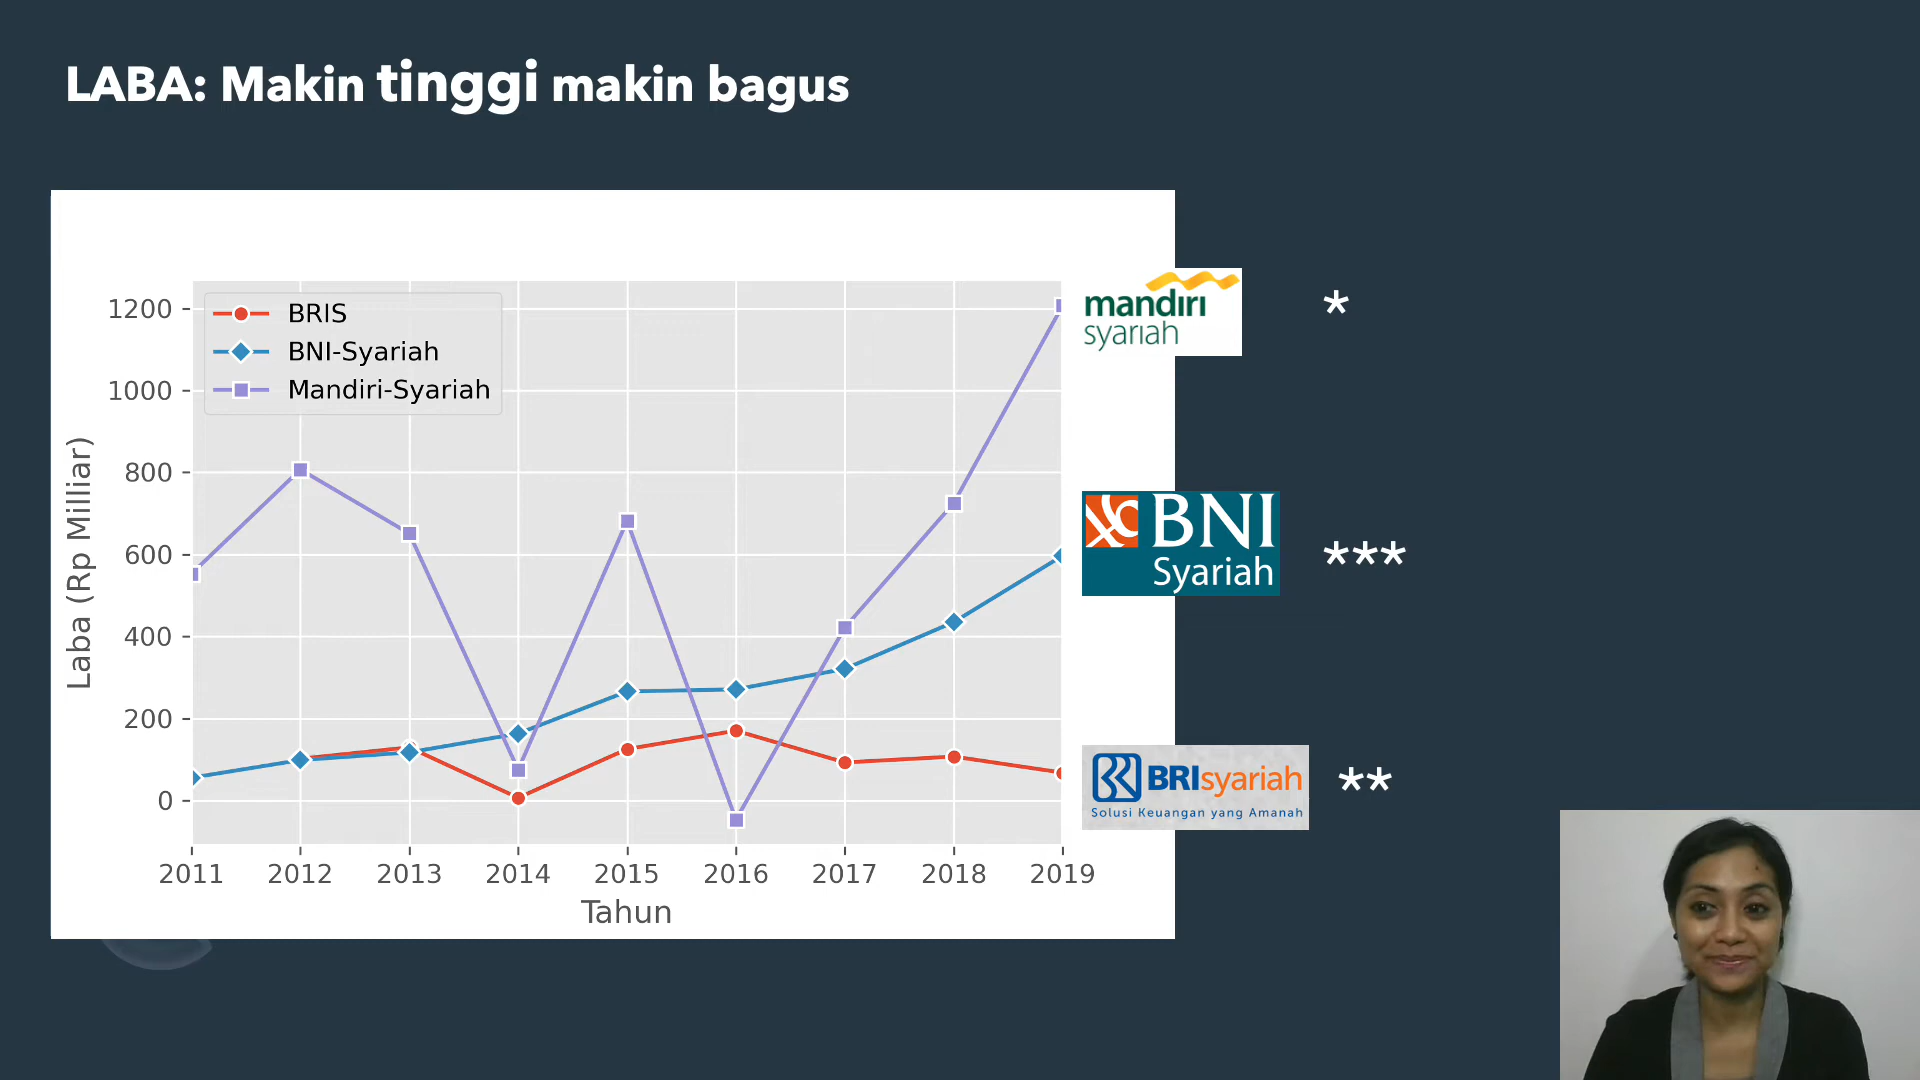 LABA: Makin tinggi makin bagus
1200
1000
800
600
400
200
0
Laba (Rp Milliar)
BRIS
BNI-Syariah
Mandiri-Syariah
2011 2012 2013 2014 2015 2016 2017 2018 2019
Tahun
mandiri
syariah
*
BNI
Syariah
***
BRIsyariah
Solusi Keuangan yang Amanah
**